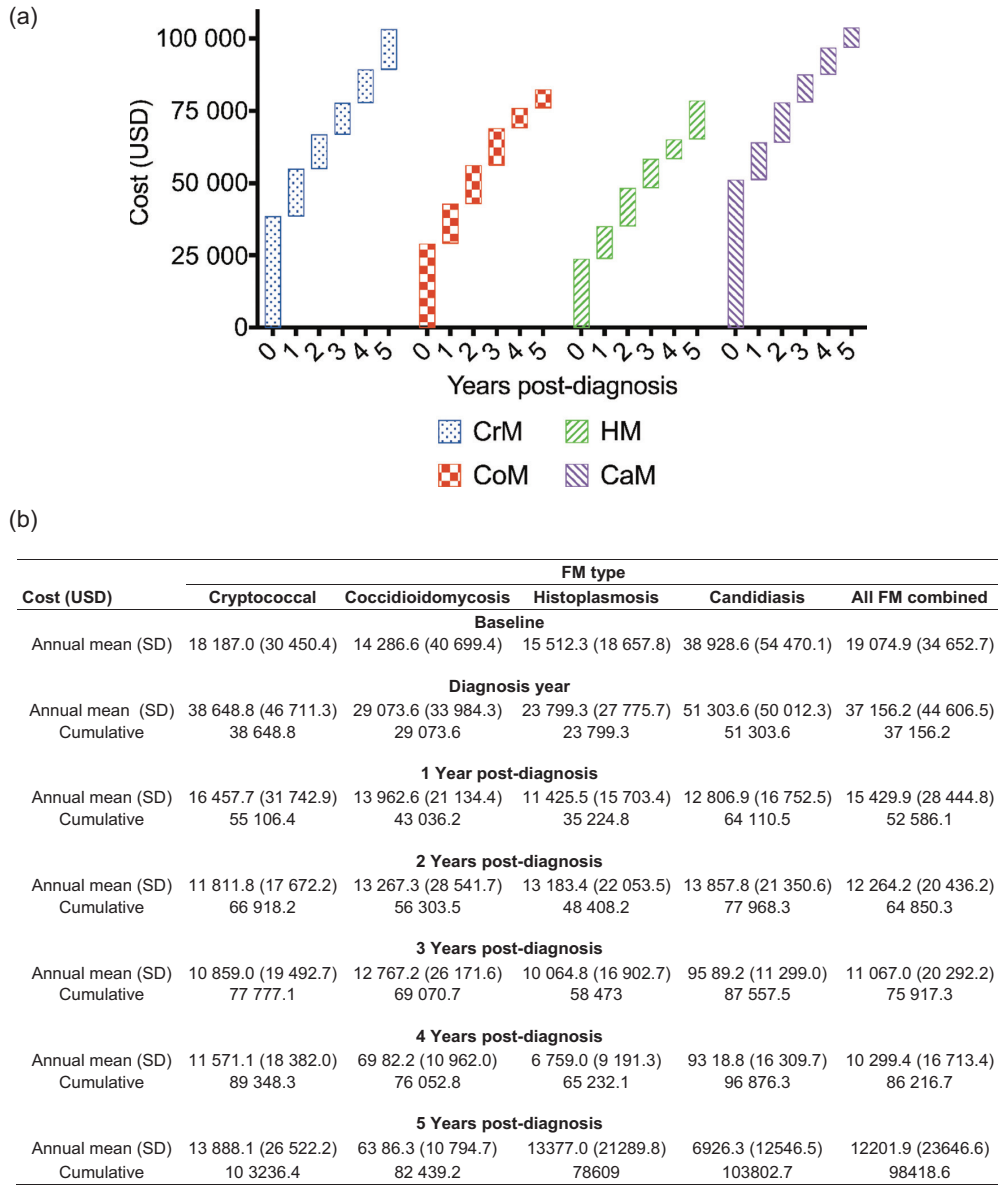 (a)
100 000
75 000
50 000
25 000
0
Cost (USD)
0 1 2 3 4 5 0 1 2 3 4 5 0 1 2 3 4 5 0 1 2 3 4 5
Years post-diagnosis
CrM HM
CoM CaM
(b)
FM type
Cost (USD) Cryptococcal Coccidioidomycosis Histoplasmosis Candidiasis All FM combined
Baseline
Annual mean (SD) 18 187.0 (30 450.4) 14 286.6 (40 699.4) 15 512.3 (18 657.8) 38 928.6 (54 470.1) 19 074.9 (34 652.7)
Diagnosis year
Annual mean (SD) 38 648.8 (46 711.3) 29 073.6 (33 984.3) 23 799.3 (27 775.7) 51 303.6 (50 012.3) 37 156.2 (44 606.5)
Cumulative 38 648.8 29 073.6 23 799.3 51 303.6 37 156.2
1 Year post-diagnosis
Annual mean (SD) 16 457.7 (31 742.9) 13 962.6 (21 134.4) 11 425.5 (15 703.4) 12 806.9 (16 752.5) 15 429.9 (28 444.8)
Cumulative 55 106.4 43 036.2 35 224.8 64 110.5 52 586.1
2 Years post-diagnosis
Annual mean (SD) 11 811.8 (17 672.2) 13 267.3 (28 541.7) 13 183.4 (22 053.5) 13 857.8 (21 350.6) 12 264.2 (20 436.2)
Cumulative 66 918.2 56 303.5 48 408.2 77 968.3 64 850.3
3 Years post-diagnosis
Annual mean (SD) 10 859.0 (19 492.7) 12 767.2 (26 171.6) 10 064.8 (16 902.7) 95 89.2 (11 299.0) 11 067.0 (20 292.2)
Cumulative 77 777.1 69 070.7 58 473 87 557.5 75 917.3
4 Years post-diagnosis
Annual mean (SD) 11 571.1 (18 382.0) 69 82.2 (10 962.0) 6 759.0 (9 191.3) 93 18.8 (16 309.7) 10 299.4 (16 713.4)
Cumulative 89 348.3 76 052.8 65 232.1 96 876.3 86 216.7
5 Years post-diagnosis
Annual mean (SD) 13 888.1 (26 522.2) 63 86.3 (10 794.7) 13377.0 (21289.8) 6926.3 (12546.5) 12201.9 (23646.6)
Cumulative 10 3236.4 82 439.2 78609 103802.7 98418.6